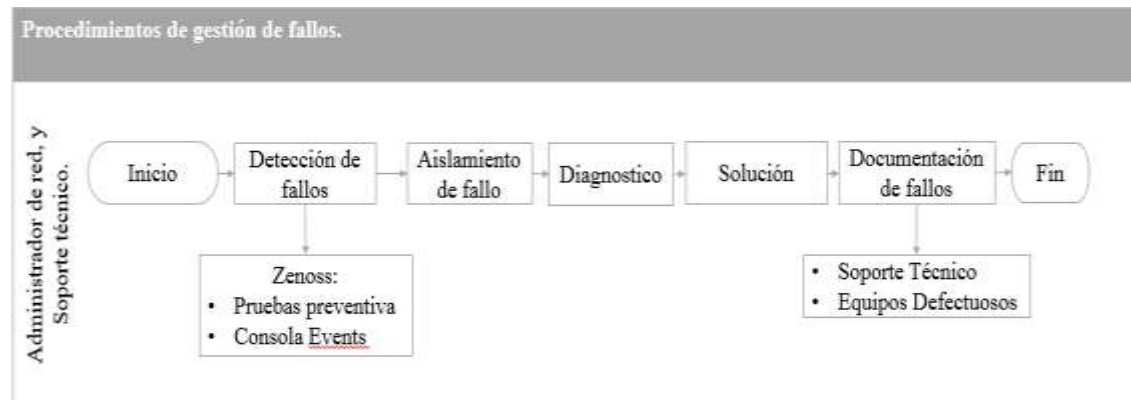 Procedimientos de gestión de fallos.
Administrador de red, y
Soporte técnico.
Inicio
Detección de
fallos
Aislamiento
de fallo
Diagnostico
Solución
Documentación
de fallos
Fin
Zenoss:
• Pruebas preventiva
• Consola Events
• Soporte Técnico
• Equipos Defectuosos